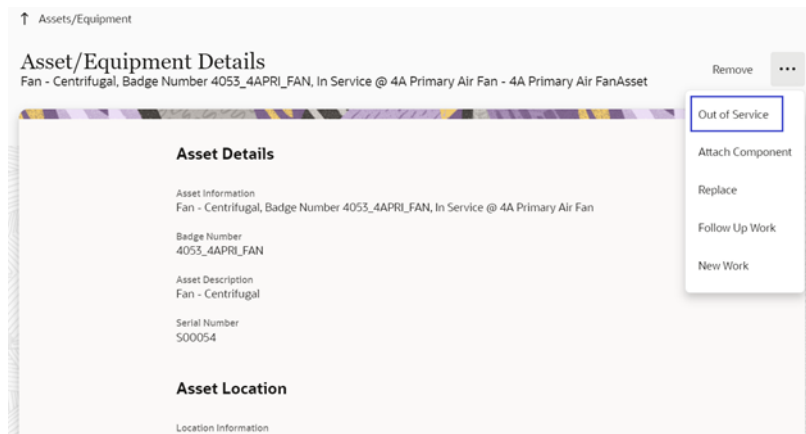 ↑ Assets/Equipment
Asset/Equipment Details
Fan - Centrifugal, Badge Number 4053_4APRI_FAN, In Service @ 4A Primary Air Fan - 4A Primary Air FanAsset
Remove ...
Out of Service
Attach Component
Replace
Follow Up Work
New Work
Asset Details
Asset Information
Fan - Centrifugal, Badge Number 4053_4APRI_FAN, In Service @ 4A Primary Air Fan
Badge Number
4053_4APRI_FAN
Asset Description
Fan - Centrifugal
Serial Number
S00054
Asset Location
Location Information